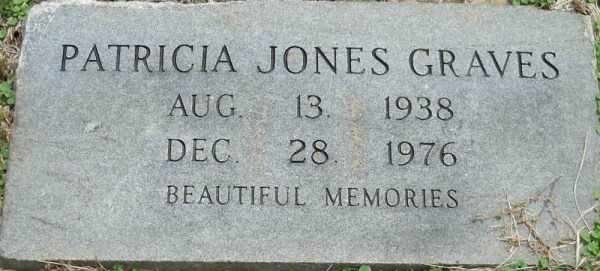 PATRICIA JONES GRAVES
AUG. 13. 1938
DEC. 28. 1976
BEAUTIFUL MEMORIES